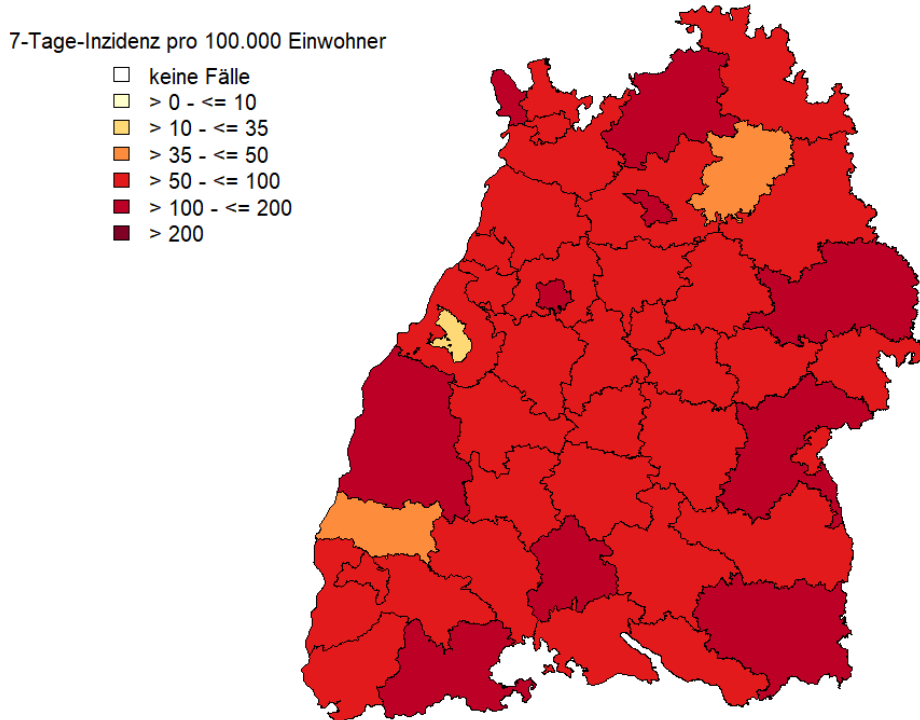 7-Tage-Inzidenz pro 100.000 Einwohner
keine Fälle
> 0 - <= 10
> 10 - <= 35
> 35 - <= 50
> 50 - <= 100
> 100 - <= 200
> 200